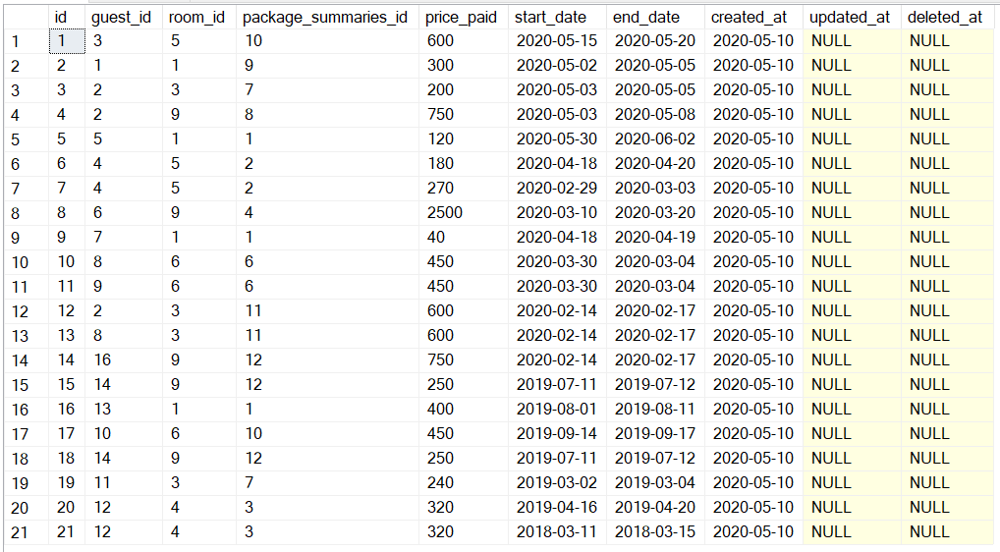 id guest_id room_id package_summaries_id price_paid start_date end_date created_at updated_at deleted_at
1 1 3 5 10 600 2020-05-15 2020-05-20 2020-05-10 NULL NULL
2 2 1 1 9 300 2020-05-02 2020-05-05 2020-05-10 NULL NULL
3 3 2 3 7 200 2020-05-03 2020-05-05 2020-05-10 NULL NULL
4 4 2 9 8 750 2020-05-03 2020-05-08 2020-05-10 NULL NULL
5 5 5 1 1 120 2020-05-30 2020-06-02 2020-05-10 NULL NULL
6 6 4 5 2 180 2020-04-18 2020-04-20 2020-05-10 NULL NULL
7 7 4 5 2 270 2020-02-29 2020-03-03 2020-05-10 NULL NULL
8 8 6 9 4 2500 2020-03-10 2020-03-20 2020-05-10 NULL NULL
9 9 7 1 1 40 2020-04-18 2020-04-19 2020-05-10 NULL NULL
10 10 8 6 6 450 2020-03-30 2020-03-04 2020-05-10 NULL NULL
11 11 9 6 6 450 2020-03-30 2020-03-04 2020-05-10 NULL NULL
12 12 2 3 11 600 2020-02-14 2020-02-17 2020-05-10 NULL NULL
13 13 8 3 11 600 2020-02-14 2020-02-17 2020-05-10 NULL NULL
14 14 16 9 12 750 2020-02-14 2020-02-17 2020-05-10 NULL NULL
15 15 14 9 12 250 2019-07-11 2019-07-12 2020-05-10 NULL NULL
16 16 13 1 1 400 2019-08-01 2019-08-11 2020-05-10 NULL NULL
17 17 10 6 10 450 2019-09-14 2019-09-17 2020-05-10 NULL NULL
18 18 14 9 12 250 2019-07-11 2019-07-12 2020-05-10 NULL NULL
19 19 11 3 7 240 2019-03-02 2019-03-04 2020-05-10 NULL NULL
20 20 12 4 3 320 2019-04-16 2019-04-20 2020-05-10 NULL NULL
21 21 12 4 3 320 2018-03-11 2018-03-15 2020-05-10 NULL NULL